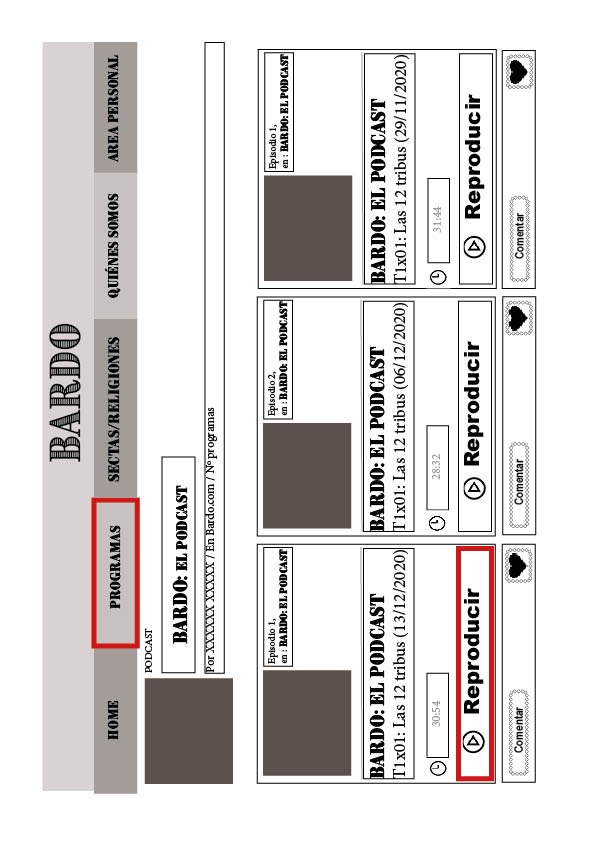 BARDO
HOME PROGRAMAS SECTAS/RELIGIONES QUIÉNES SOMOS AREA PERSONAL
PODCAST
BARDO: EL PODCAST
Por XXXXXX XXXXX / En Bardo.com / Nº programas
Episodio 1,
en : BARDO: EL PODCAST
BARDO: EL PODCAST
T1x01: Las 12 tribus (13/12/2020)
30:54
Reproducir
Comentar
Episodio 2,
en : BARDO: EL PODCAST
BARDO: EL PODCAST
T1x01: Las 12 tribus (06/12/2020)
28:32
Reproducir
Comentar
Episodio 1,
en : BARDO: EL PODCAST
BARDO: EL PODCAST
T1x01: Las 12 tribus (29/11/2020)
31:44
Reproducir
Comentar